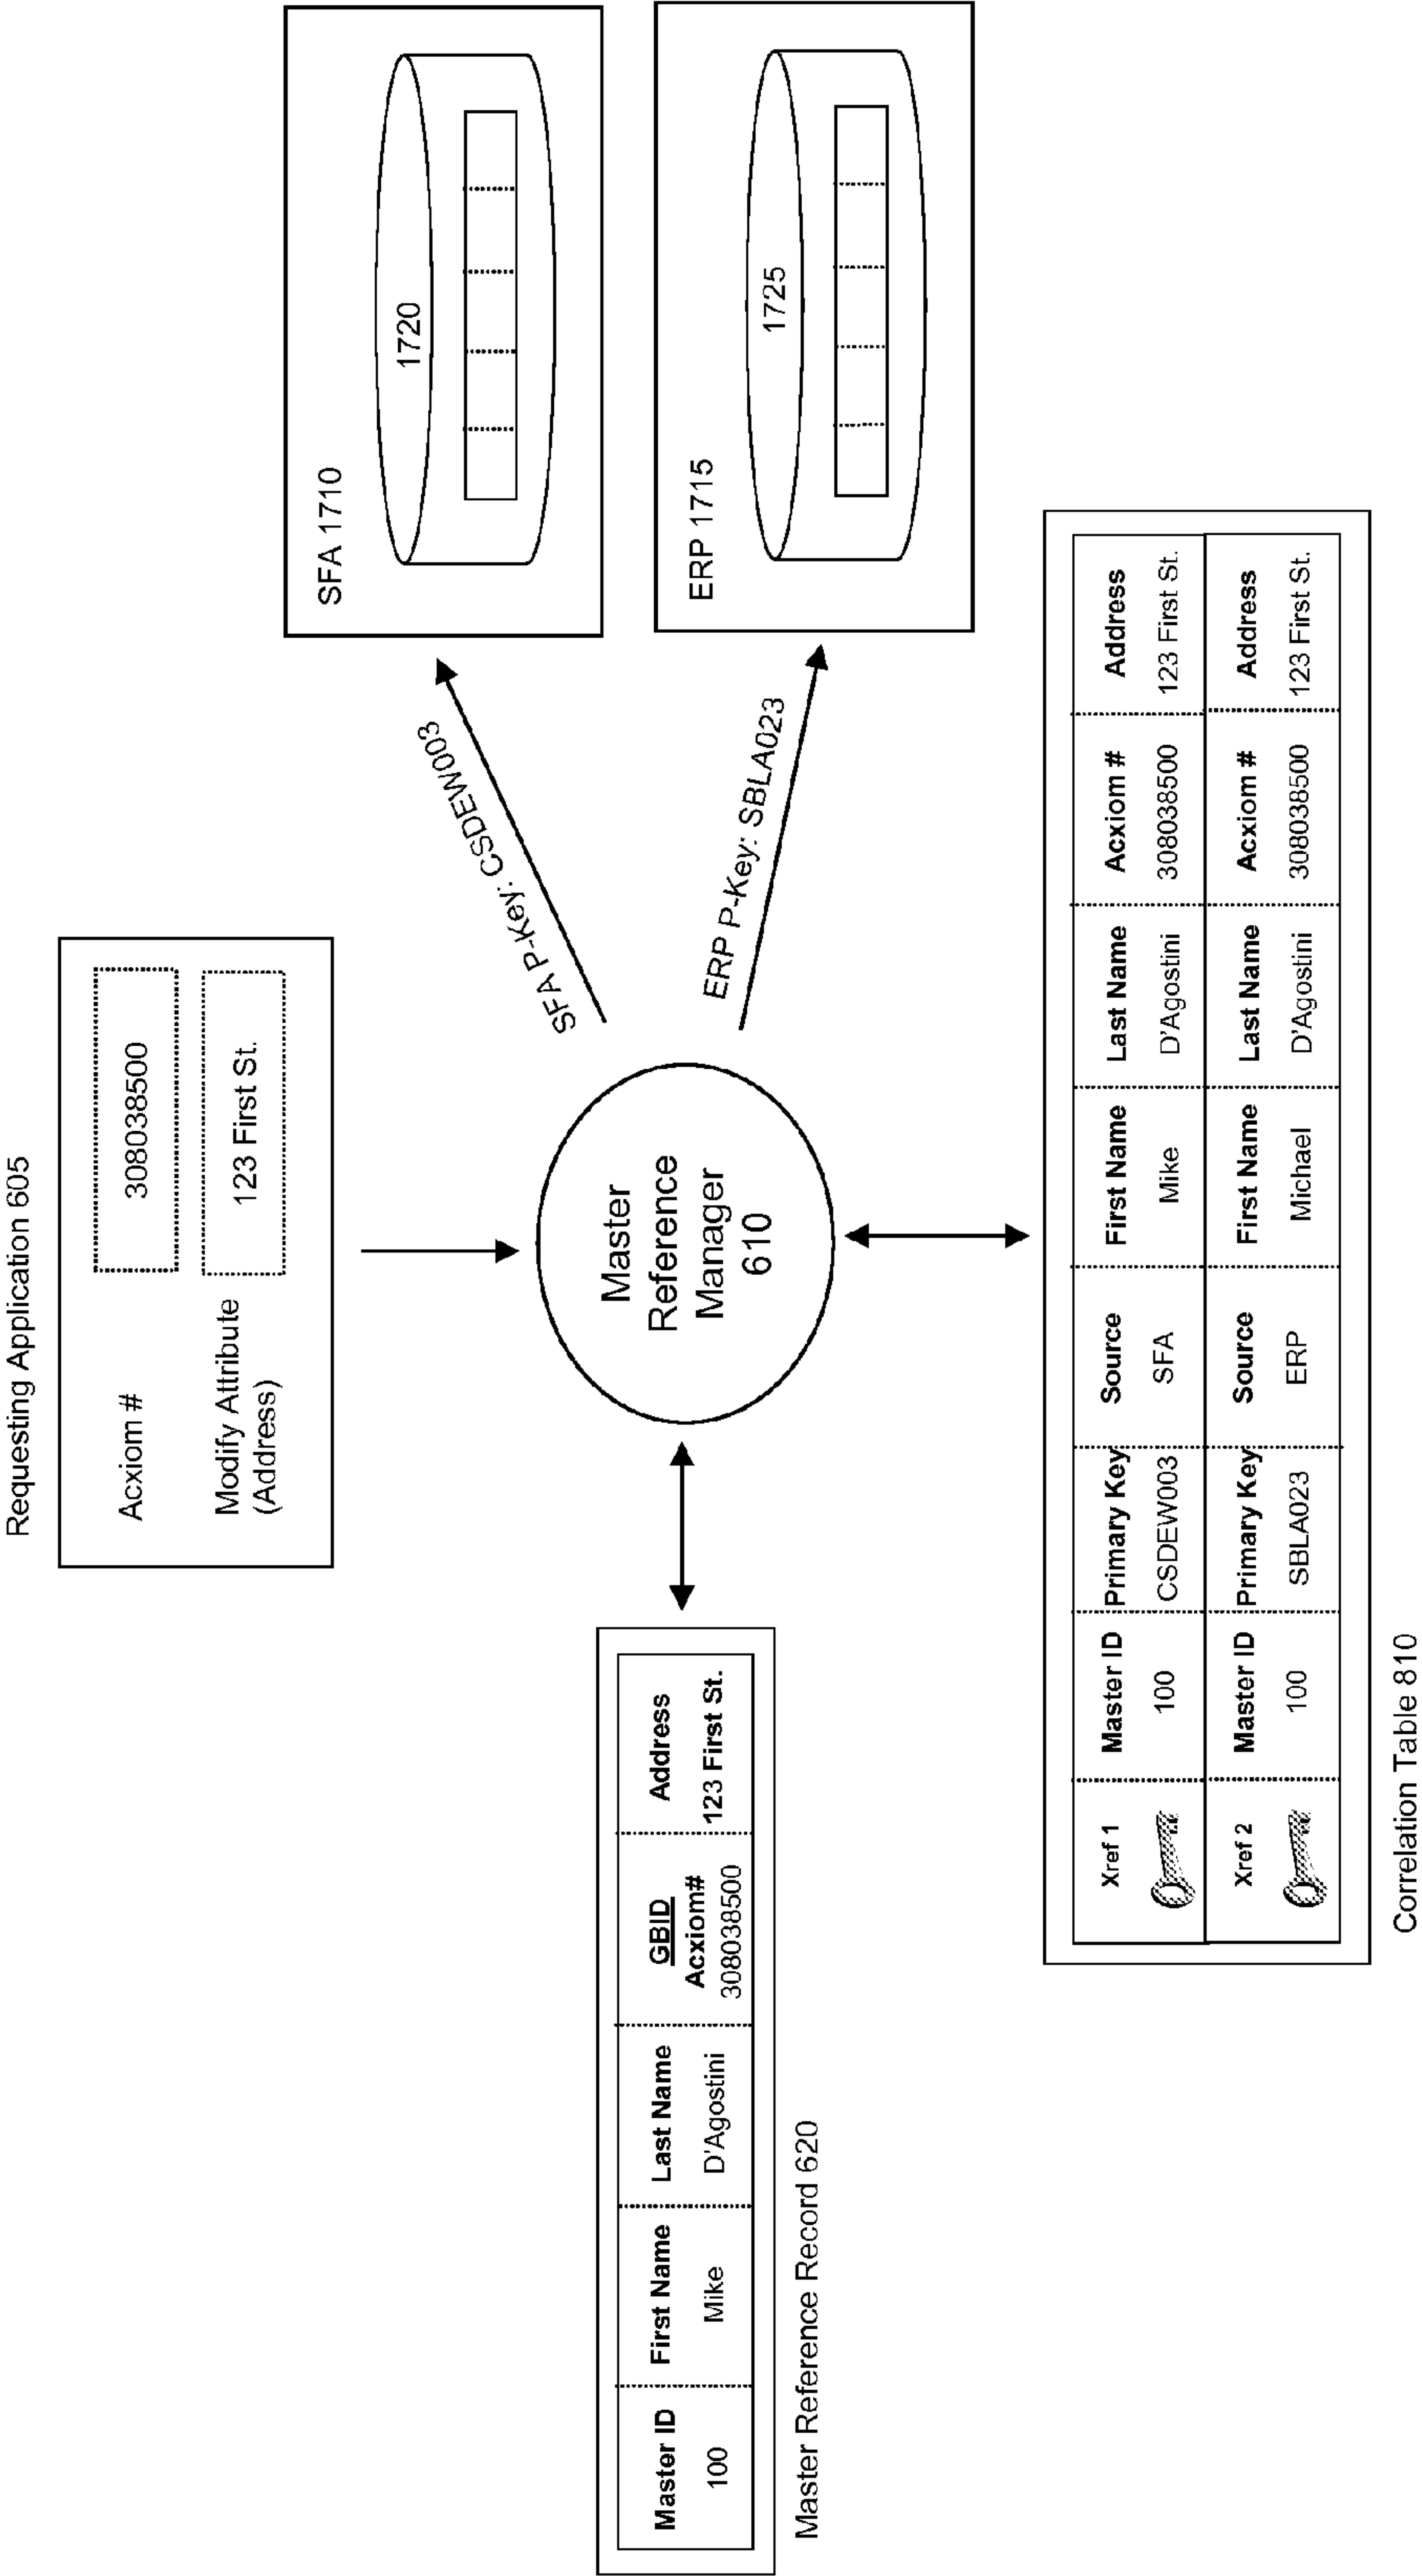 Requesting Application 605
Acxiom # 308038500
Modify Attribute 123 First St.
(Address)
Master
Reference
Manager
610
SFA P-Key: CSDEW003
ERP P-Key: SBLA023
SFA 1710
1720
ERP 1715
1725
Master ID First Name Last Name GBID Address
Acxiom#
100 Mike D'Agostini 308038500 123 First St.
Master Reference Record 620
Xref 1 Master ID Primary Key Source First Name Last Name Acxiom # Address
100 CSDEW003 SFA Mike D'Agostini 308038500 123 First St.
Xref 2 Master ID Primary Key Source First Name Last Name Acxiom # Address
100 SBLA023 ERP Michael D'Agostini 308038500 123 First St.
Correlation Table 810